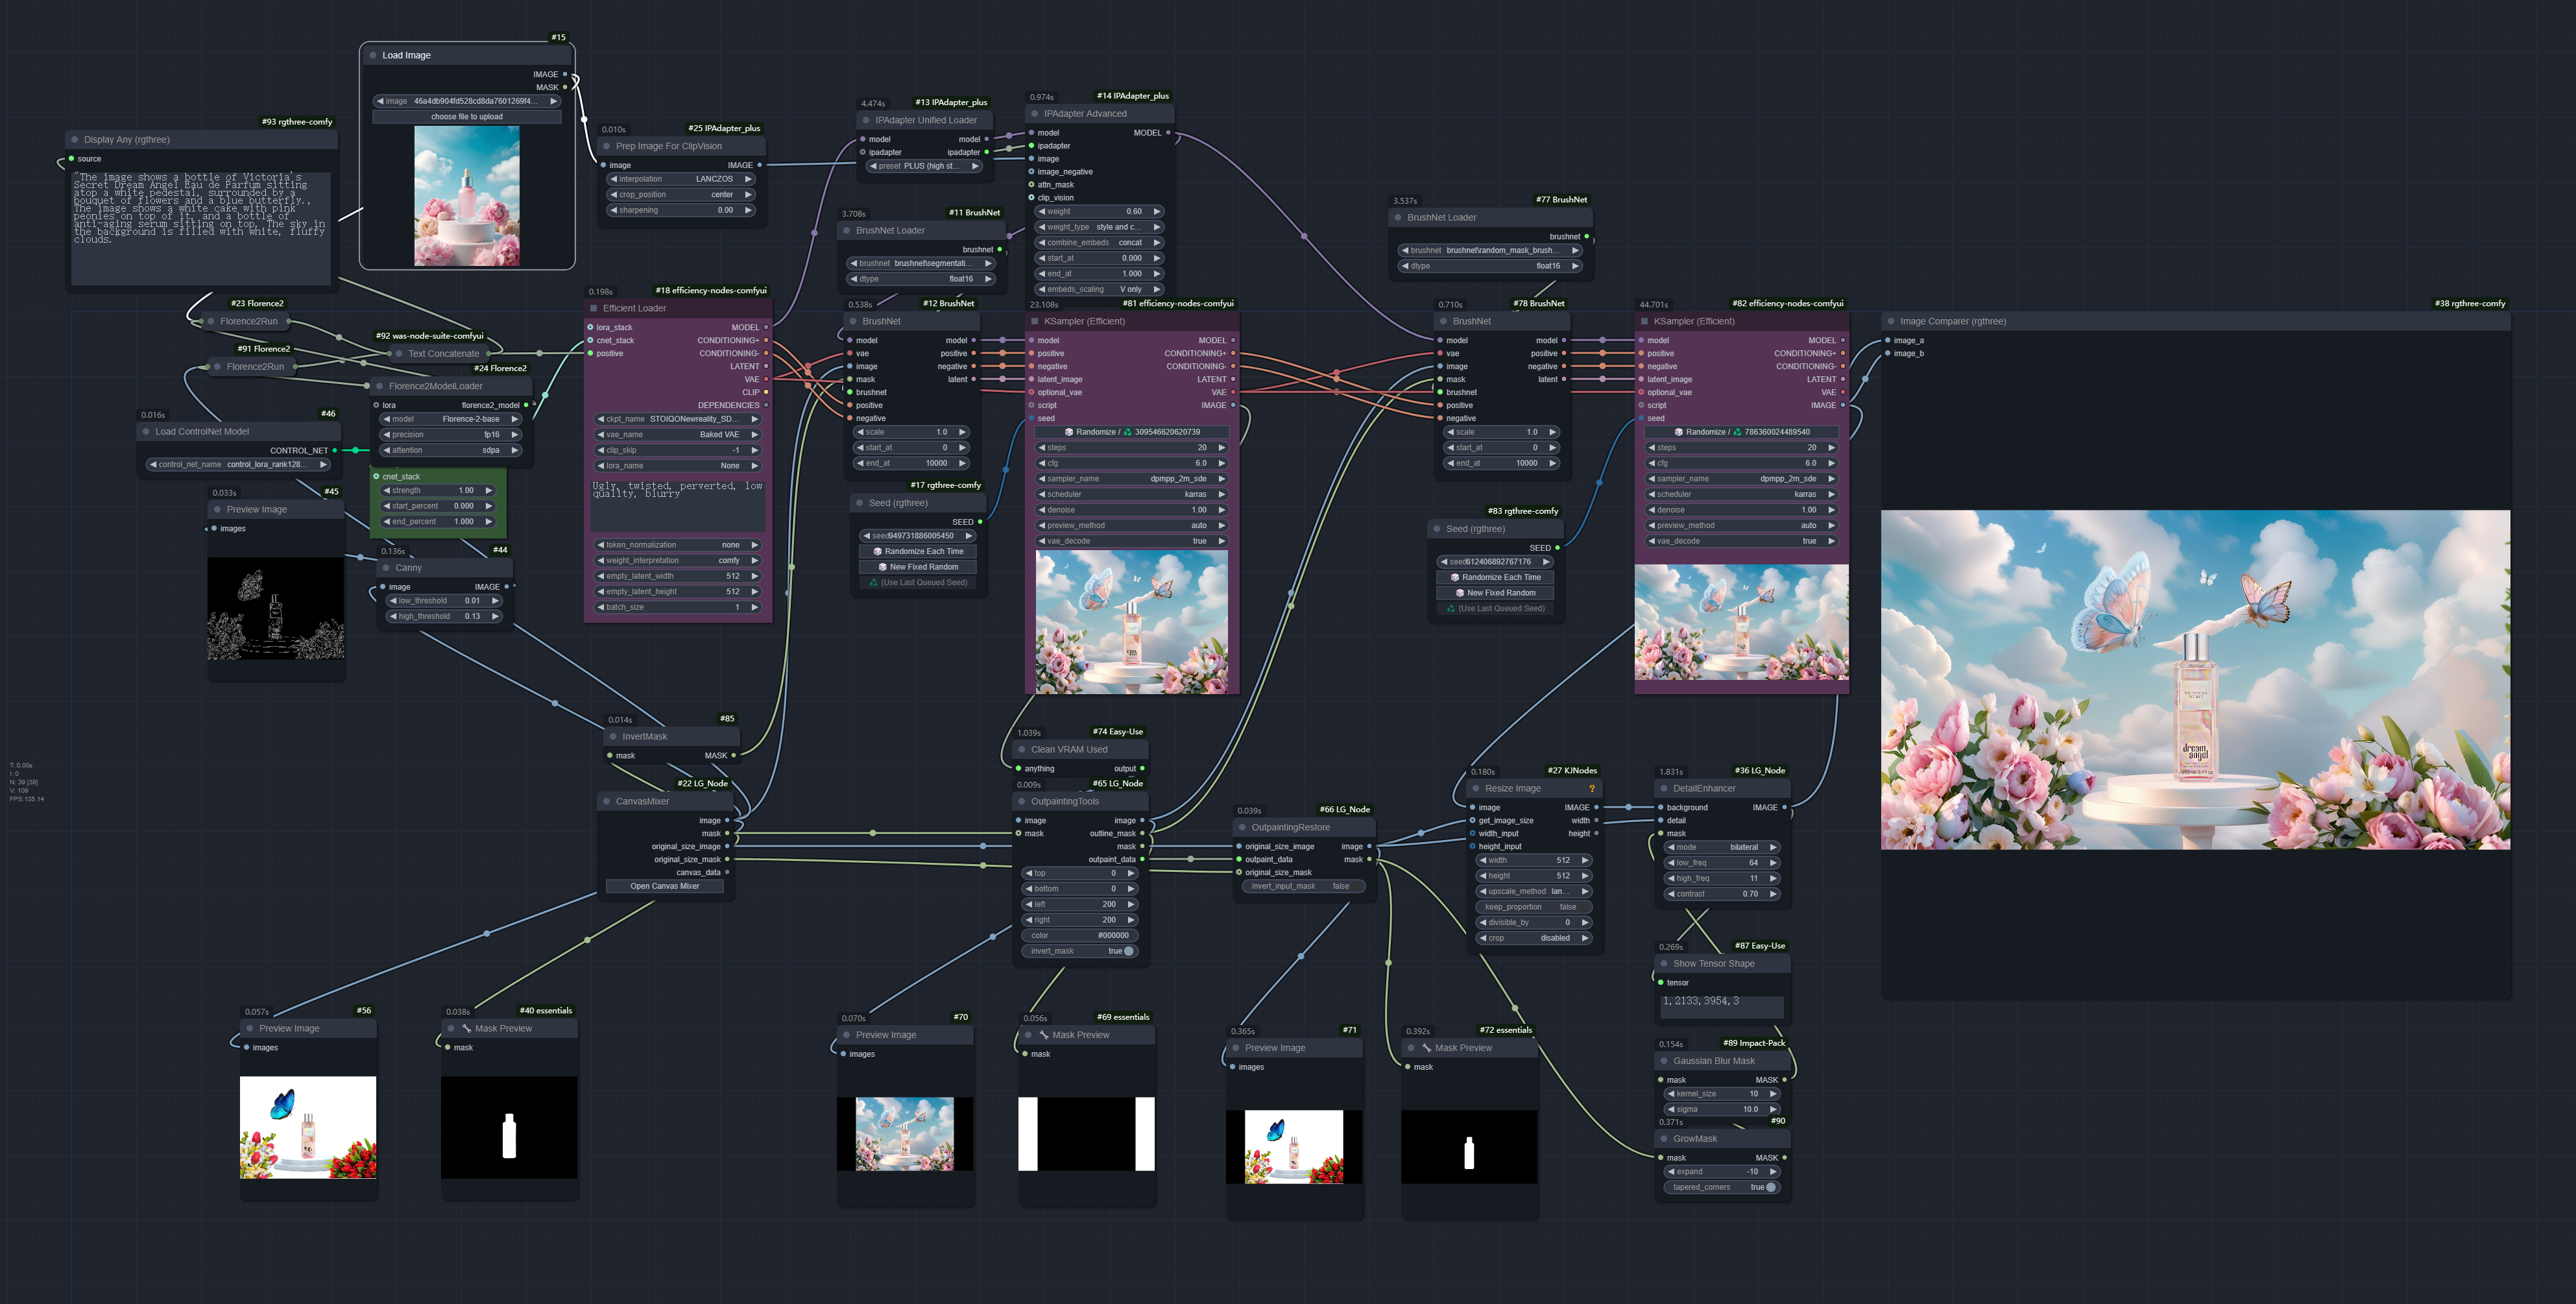 #15
Load Image
IMAGE
MASK
image 46a4db904fd528cd8da7601269f4...
choose file to upload
#93 rgthree-comfy
Display Any (rgthree)
source
"The image shows a bottle of Victoria's
Secret Dream Angel Eau de Parfum sitting
atop a white pedestal, surrounded by a
bouquet of flowers and a blue butterfly.,
The image shows a white cake with pink
peonies on top of it, and a bottle of
anti-aging serum sitting on top. The sky in
the background is filled with white, fluffy
clouds.
0.010s
#25 IPAdapter_plus
Prep Image For ClipVision
image IMAGE
interpolation LANCZOS
crop_position center
sharpening 0.00
4.474s
#13 IPAdapter_plus
IPAdapter Unified Loader
model model
ipadapter ipadapter
preset PLUS (high st...
0.974s
#14 IPAdapter_plus
IPAdapter Advanced
model MODEL
ipadapter
image
image_negative
attn_mask
clip_vision
weight 0.60
weight_type style and c...
combine_embeds concat
start_at 0.000
end_at 1.000
embeds_scaling V only
3.708s
#11 BrushNet
BrushNet Loader
brushnet
brushnet brushnet\segmentati...
dtype float16
3.537s
#77 BrushNet
BrushNet Loader
brushnet
brushnet brushnet\random_mask_brush...
dtype float16
#23 Florence2
Florence2Run
#91 Florence2
Florence2Run
#92 was-node-suite-comfyui
Text Concatenate
#24 Florence2
Florence2ModelLoader
lora florence2_model
model Florence-2-base
precision fp16
attention sdpa
0.016s
#46
Load ControlNet Model
CONTROL_NET
control_net_name control_lora_rank128...
cnet_stack
strength 1.00
start_percent 0.000
end_percent 1.000
0.033s
#45
Preview Image
images
0.136s
#44
Canny
image IMAGE
low_threshold 0.01
high_threshold 0.13
0.198s
#18 efficiency-nodes-comfyui
Efficient Loader
lora_stack MODEL
cnet_stack CONDITIONING+
positive CONDITIONING-
LATENT
VAE
CLIP
DEPENDENCIES
ckpt_name STOIQONewreality_SD...
vae_name Baked VAE
clip_skip -1
lora_name None
Ugly, twisted, perverted, low
quality, blurry
token_normalization none
weight_interpretation comfy
empty_latent_width 512
empty_latent_height 512
batch_size 1
0.538s
#12 BrushNet
BrushNet
model model
vae positive
image negative
mask latent
brushnet
positive
negative
scale 1.0
start_at 0
end_at 10000
#17 rgthree-comfy
Seed (rgthree)
SEED
seed 949731886005450
Randomize Each Time
New Fixed Random
(Use Last Queued Seed)
23.108s
#81 efficiency-nodes-comfyui
KSampler (Efficient)
model MODEL
positive CONDITIONING+
negative CONDITIONING-
latent_image LATENT
optional_vae VAE
script IMAGE
seed
Randomize / 309546620620739
steps 20
cfg 6.0
sampler_name dpmpp_2m_sde
scheduler karras
denoise 1.00
preview_method auto
vae_decode true
0.710s
#78 BrushNet
BrushNet
model model
vae positive
image negative
mask latent
brushnet
positive
negative
scale 1.0
start_at 0
end_at 10000
#83 rgthree-comfy
Seed (rgthree)
SEED
seed 612406892767176
Randomize Each Time
New Fixed Random
(Use Last Queued Seed)
44.701s
#82 efficiency-nodes-comfyui
KSampler (Efficient)
model MODEL
positive CONDITIONING+
negative CONDITIONING-
latent_image LATENT
optional_vae VAE
script IMAGE
seed
Randomize / 786360024489540
steps 20
cfg 6.0
sampler_name dpmpp_2m_sde
scheduler karras
denoise 1.00
preview_method auto
vae_decode true
#38 rgthree-comfy
Image Comparer (rgthree)
image_a
image_b
dream
angel
T: 0.00s
I: 0
N: 39 [39]
V: 109
FPS:135.14
0.014s
#85
InvertMask
mask MASK
#22 LG_Node
CanvasMixer
image
mask
original_size_image
original_size_mask
canvas_data
Open Canvas Mixer
1.039s
#74 Easy-Use
Clean VRAM Used
anything output
0.009s
#65 LG_Node
OutpaintingTools
image image
mask outline_mask
mask
outpaint_data
top 0
bottom 0
left 200
right 200
color #000000
invert_mask true
0.039s
#66 LG_Node
OutpaintingRestore
original_size_image image
outpaint_data mask
original_size_mask
invert_input_mask false
0.180s
#27 KJNodes
Resize Image ?
image IMAGE
get_image_size width
width_input height
height_input
width 512
height 512
upscale_method lan...
keep_proportion false
divisible_by 0
crop disabled
1.831s
#36 LG_Node
DetailEnhancer
background IMAGE
detail
mask
mode bilateral
low_freq 64
high_freq 11
contrast 0.70
0.269s
#87 Easy-Use
Show Tensor Shape
tensor
1, 2133, 3954, 3
0.154s
#89 Impact-Pack
Gaussian Blur Mask
mask MASK
kernel_size 10
sigma 10.0
#90
0.371s
GrowMask
mask MASK
expand -10
tapered_corners true
0.057s
#56
Preview Image
images
0.038s
#40 essentials
Mask Preview
mask
0.070s
#70
Preview Image
images
0.056s
#69 essentials
Mask Preview
mask
0.365s
#71
Preview Image
images
0.392s
#72 essentials
Mask Preview
mask